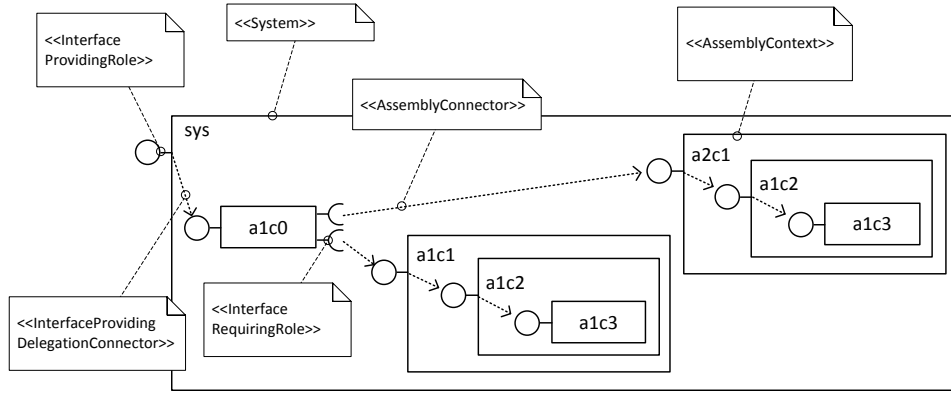 <<Interface
ProvidingRole>>
<<System>>
<<AssemblyContext>>
<<AssemblyConnector>>
sys
a2c1
a1c2
a1c3
a1c0
a1c1
a1c2
a1c3
<<InterfaceProviding
DelegationConnector>>
<<Interface
RequiringRole>>